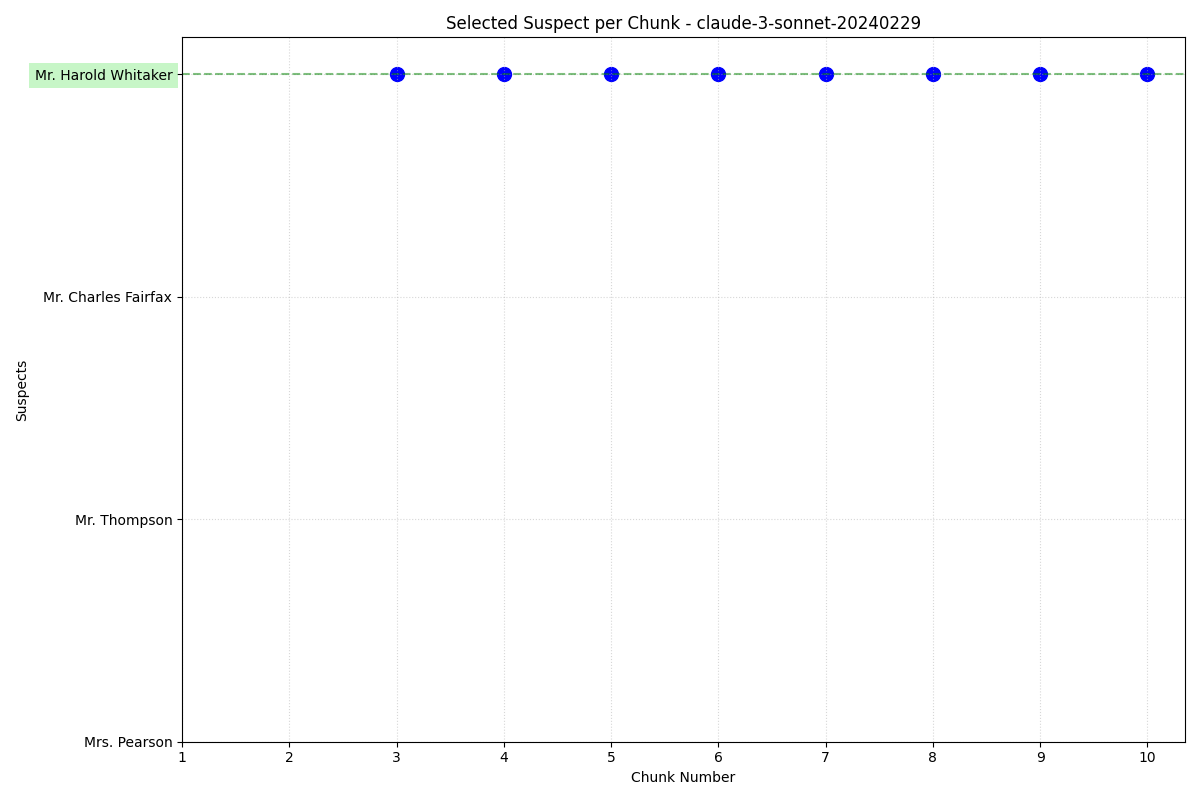 Selected Suspect per Chunk - claude-3-sonnet-20240229
Mr. Harold Whitaker
Mr. Charles Fairfax
Mr. Thompson
Mrs. Pearson
Suspects
1 2 3 4 5 6 7 8 9 10
Chunk Number